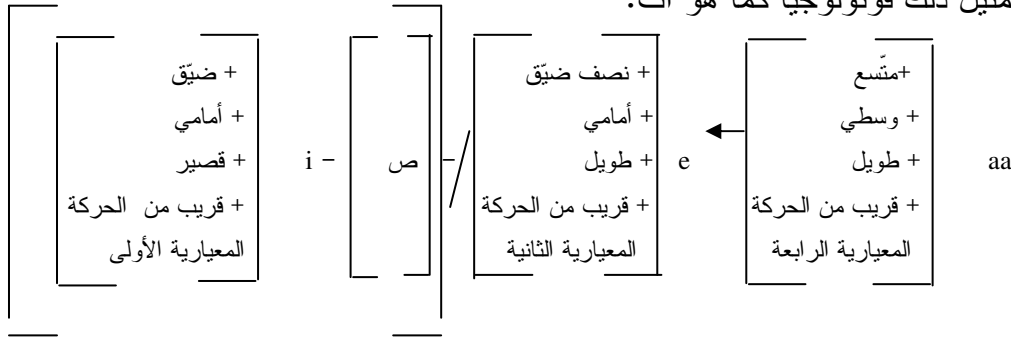 مثيل ذلك فونولوجيا كما هو آت:
aa
+متّسع
+ وسطي
+ طويل
+ قريب من الحركة
المعيارية الرابعة
e
+ نصف ضيّق
+ أمامي
+ طويل
+ قريب من الحركة
المعيارية الثانية
/ –
ص
– i
+ ضيّق
+ أمامي
+ قصير
+ قريب من الحركة
المعيارية الأولى